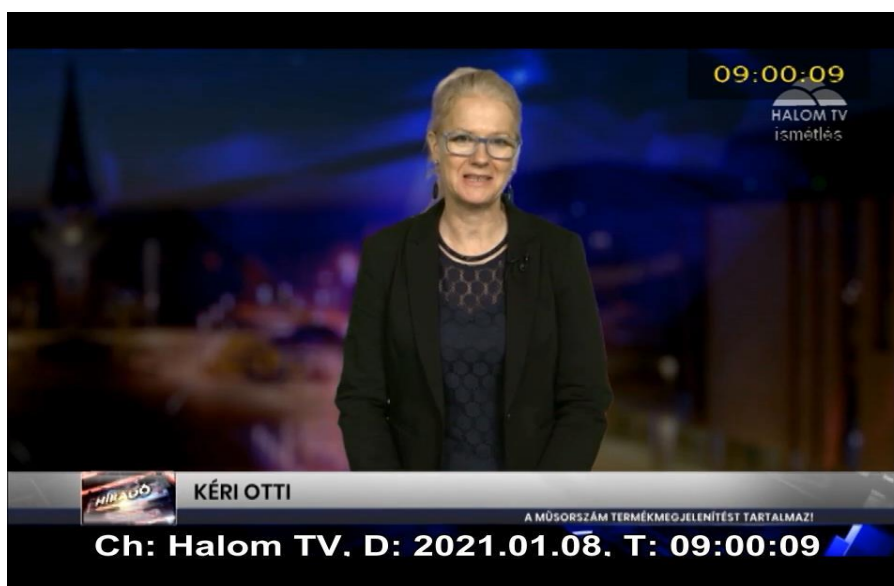 09:00:09
HALOM TV
ismétlés
HÍRADÓ
KÉRI OTTI
A MŰSORSZÁM TERMÉKMEGJELENÍTÉST TARTALMAZ!
Ch: Halom TV. D: 2021.01.08. T: 09:00:09